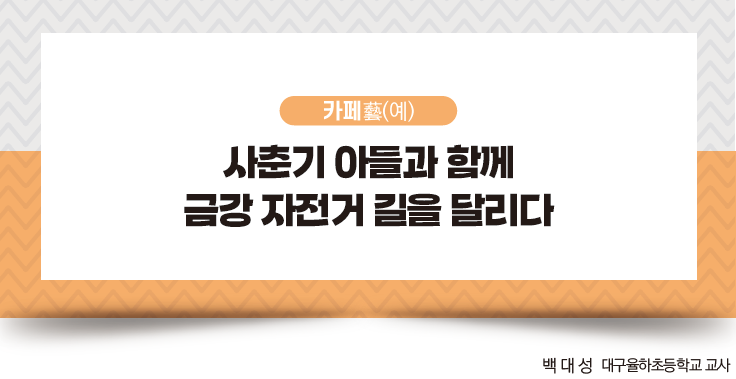 카페藝(예)
사춘기 아들과 함께
금강 자전거 길을 달리다
백 대 성 대구율하초등학교 교사